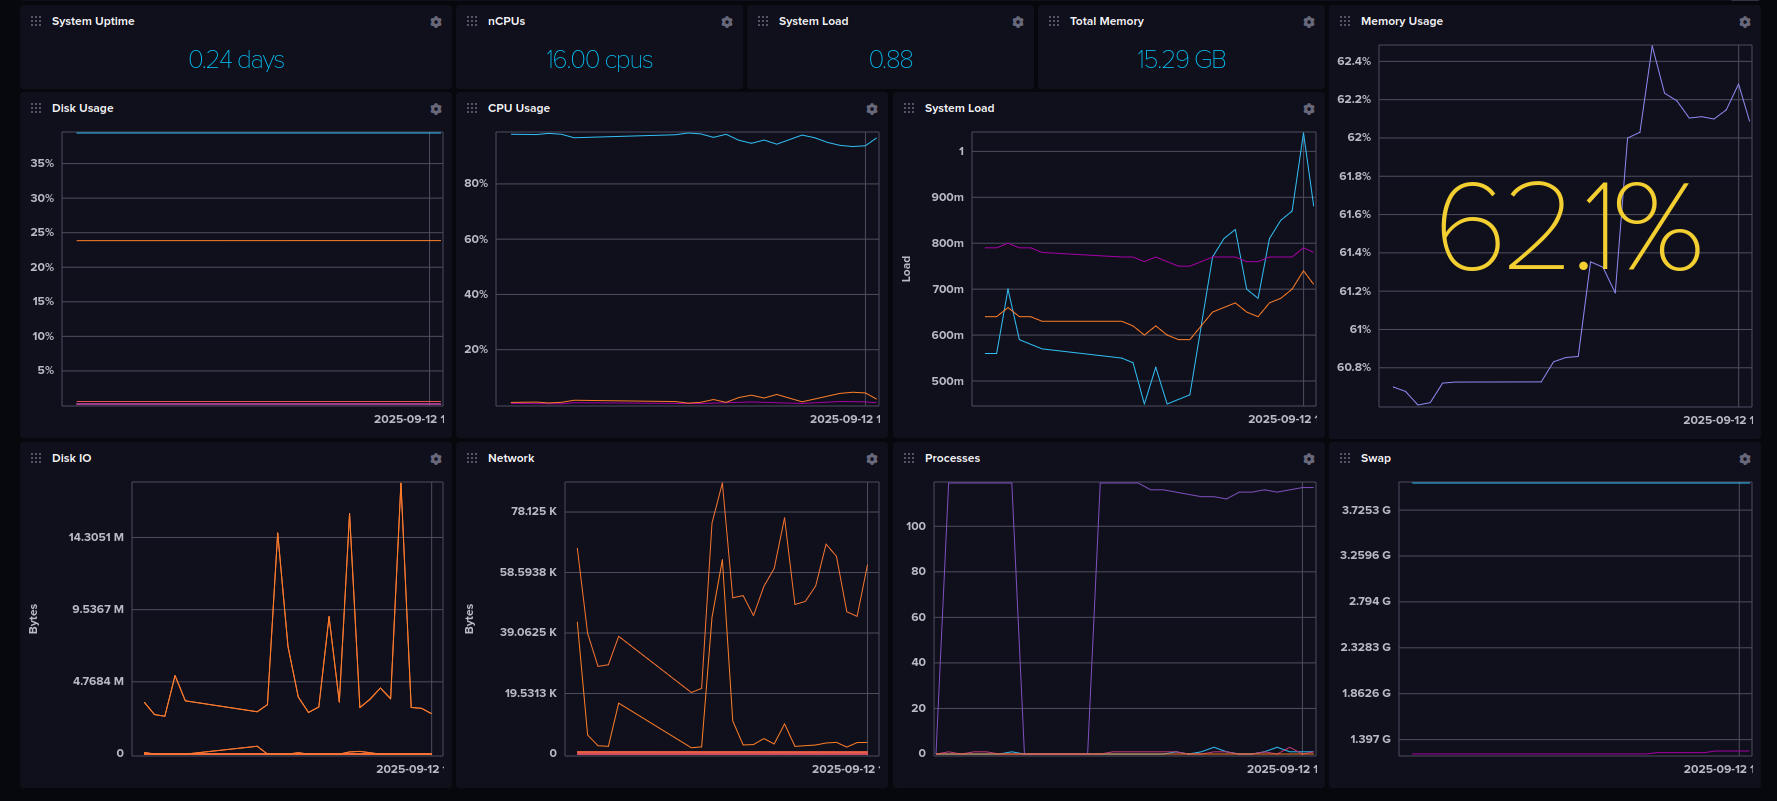 System Uptime
0.24 days
nCPUs
16.00 cpus
System Load
0.88
Total Memory
15.29 GB
Memory Usage
62.4%
62.2%
62%
61.8%
61.6%
61.4%
61.2%
61%
60.8%
62.1%
2025-09-12 1
Disk Usage
35%
30%
25%
20%
15%
10%
5%
2025-09-12 1
CPU Usage
80%
60%
40%
20%
2025-09-12 1
System Load
Load
1
900m
800m
700m
600m
500m
2025-09-12 1
Disk IO
Bytes
14.3051 M
9.5367 M
4.7684 M
0
2025-09-12
Network
Bytes
78.125 K
58.5938 K
39.0625 K
19.5313 K
0
2025-09-12
Processes
100
80
60
40
20
0
2025-09-12 1
Swap
3.7253 G
3.2596 G
2.794 G
2.3283 G
1.8626 G
1.397 G
2025-09-12 1